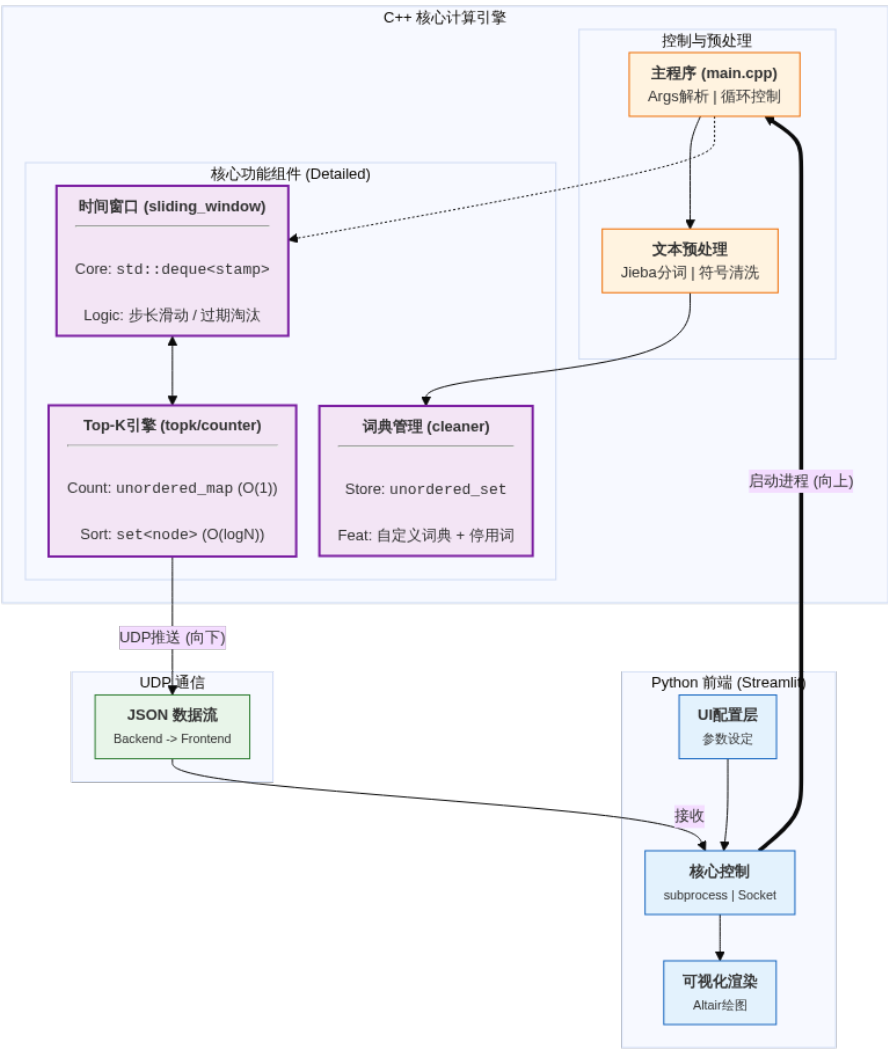 C++ 核心计算引擎
控制与预处理
主程序 (main.cpp)
Args解析 | 循环控制
核心功能组件 (Detailed)
时间窗口 (sliding_window)
Core: std::deque<stamp>
Logic: 步长滑动 / 过期淘汰
文本预处理
Jieba分词 | 符号清洗
Top-K引擎 (topk/counter)
Count: unordered_map (O(1))
Sort: set<node> (O(logN))
词典管理 (cleaner)
Store: unordered_set
Feat: 自定义词典 + 停用词
启动进程 (向上)
UDP推送 (向下)
UDP 通信
JSON 数据流
Backend -> Frontend
Python 前端 (Streamlit)
UI配置层
参数设定
接收
核心控制
subprocess | Socket
可视化渲染
Altair绘图